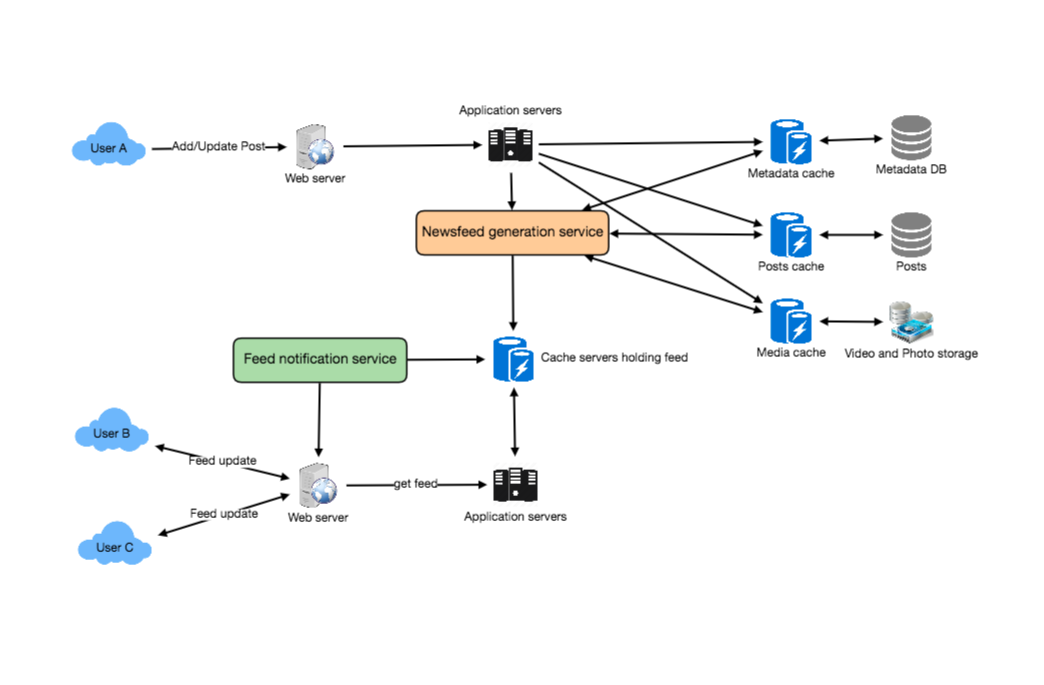 Application servers
User A
Add/Update Post
Web server
Metadata cache
Metadata DB
Newsfeed generation service
Posts cache
Posts
Media cache
Video and Photo storage
Feed notification service
Cache servers holding feed
User B
Feed update
get feed
Feed update
Web server
Application servers
User C